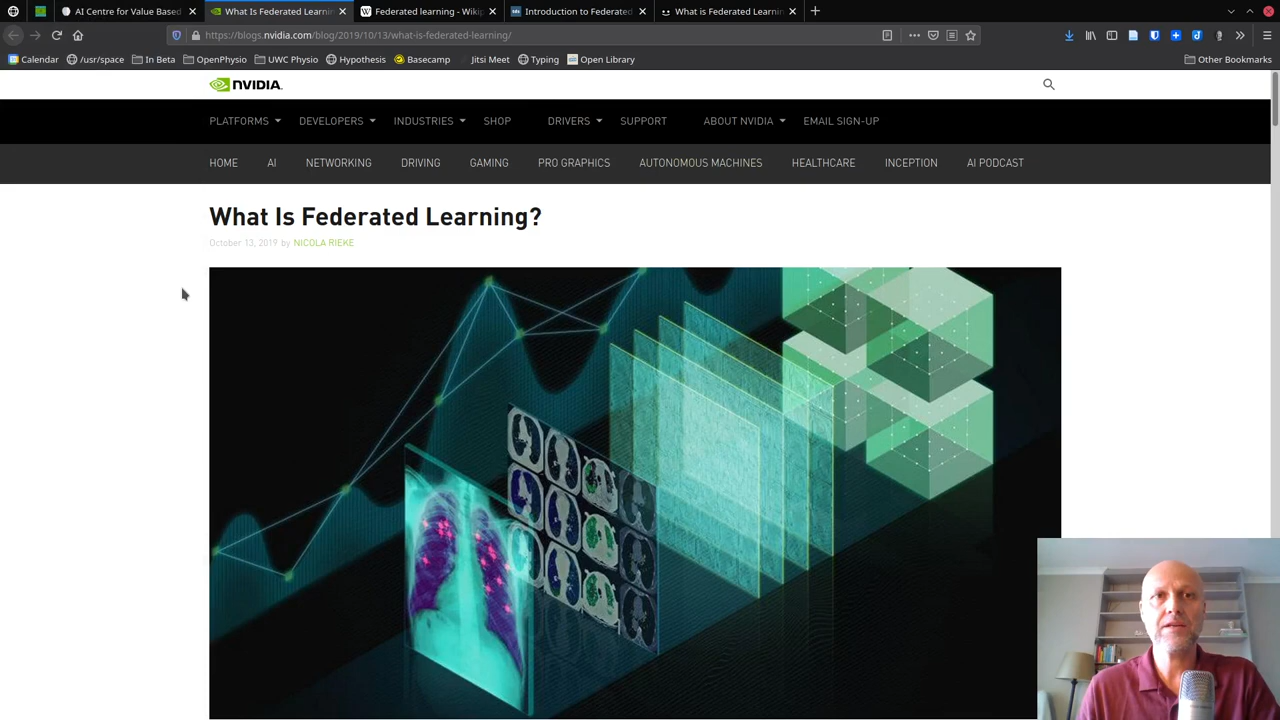 AI Centre for Value Based
What Is Federated Learnin
Federated learning - Wikip
Introduction to Federated
What is Federated Learnin
https://blogs.nvidia.com/blog/2019/10/13/what-is-federated-learning/
Calendar
/usr/space
In Beta
OpenPhysio
UWC Physio
Hypothesis
Basecamp
Jitsi Meet
Typing
Open Library
Other Bookmarks
NVIDIA.
PLATFORMS DEVELOPERS INDUSTRIES SHOP DRIVERS SUPPORT ABOUT NVIDIA EMAIL SIGN-UP
HOME AI NETWORKING DRIVING GAMING PRO GRAPHICS AUTONOMOUS MACHINES HEALTHCARE INCEPTION AI PODCAST
What Is Federated Learning?
October 13, 2019 by NICOLA RIEKE